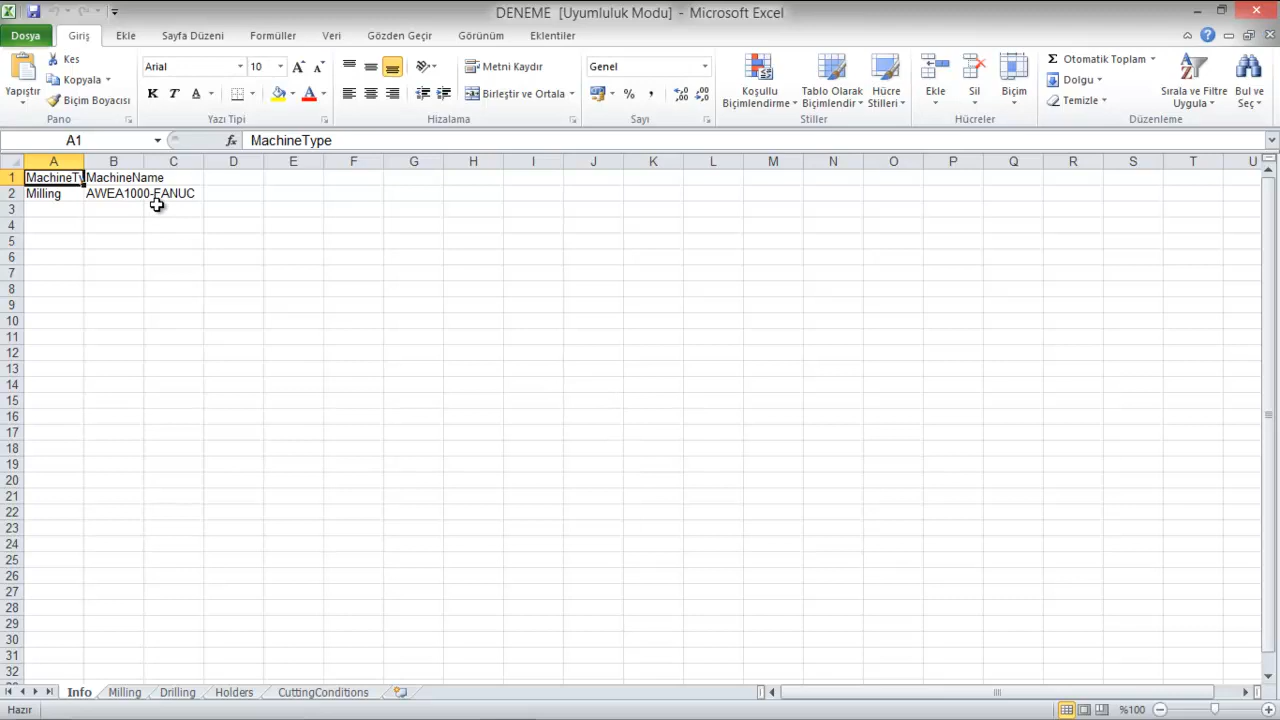 DENEME [Uyumluluk Modu] - Microsoft Excel
Dosya Giriş Ekle Sayfa Düzeni Formüller Veri Gözden Geçir Görünüm Eklentiler
Yapıştır
Kes
Kopyala
Biçim Boyacısı
Pano
Arial 10
K T A A
Yazı Tipi
Metni Kaydır
Birleştir ve Ortala
Hizalama
Genel
% ,
Sayı
Koşullu Biçimlendirme
Tablo Olarak Biçimlendir
Hücre Stilleri
Stiller
Ekle Sil Biçim
Hücreler
Σ Otomatik Toplam
Dolgu
Temizle
Sırala ve Filtre Uygula
Bul ve Seç
Düzenleme
A1 fx MachineType
A B C D E F G H I J K L M N O P Q R S T U
1 MachineTy MachineName
2 Milling AWEA1000-FANUC
3
4
5
6
7
8
9
10
11
12
13
14
15
16
17
18
19
20
21
22
23
24
25
26
27
28
29
30
31
32
Info Milling Drilling Holders CuttingConditions
Hazır %100